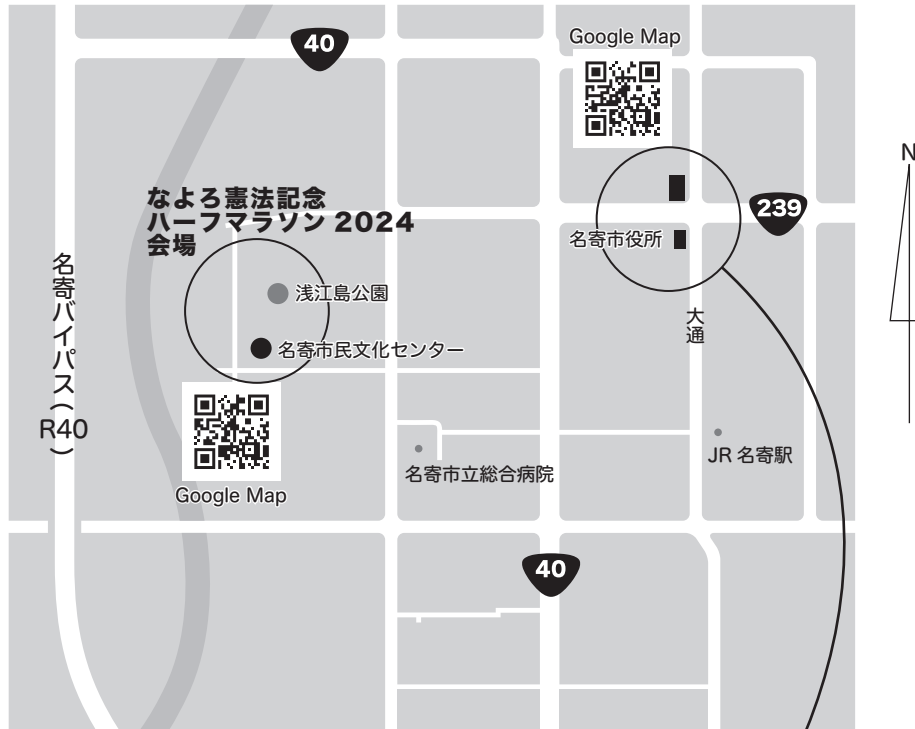 Google Map
40
N
なよろ憲法記念
ハーフマラソン 2024
会場
239
名寄市役所
名寄バイパス(R40)
浅江島公園
大通
名寄市民文化センター
JR 名寄駅
名寄市立総合病院
Google Map
40